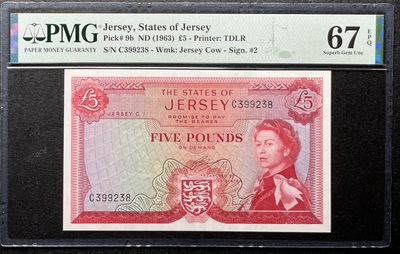 PMG
PAPER MONEY GUARANTY
Jersey, States of Jersey
Pick# 9b ND (1963) £5 - Printer: TDLR
S/N C399238 - Wmk: Jersey Cow - Sign. #2
67 EPQ
Superb Gem Unc
£5
THE STATES OF
JERSEY
C399238
£5
JERSEY C.I.
PROMISE TO PAY
THE BEARER
FIVE POUNDS
ON DEMAND
C399238